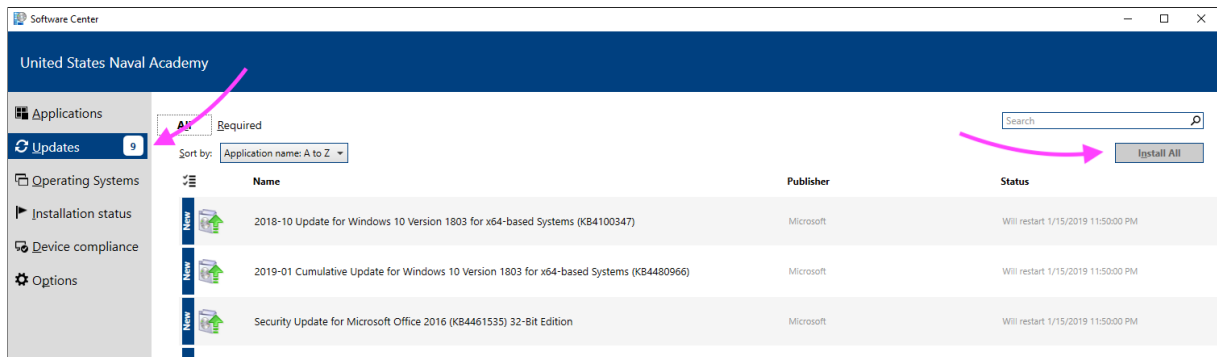 Software Center
United States Naval Academy
Applications
Updates 9
Operating Systems
Installation status
Device compliance
Options
All Required
Search
Sort by: Application name: A to Z
Install All
Name Publisher Status
New 2018-10 Update for Windows 10 Version 1803 for x64-based Systems (KB4100347) Microsoft Will restart 1/15/2019 11:50:00 PM
New 2019-01 Cumulative Update for Windows 10 Version 1803 for x64-based Systems (KB4480966) Microsoft Will restart 1/15/2019 11:50:00 PM
New Security Update for Microsoft Office 2016 (KB4461535) 32-Bit Edition Microsoft Will restart 1/15/2019 11:50:00 PM